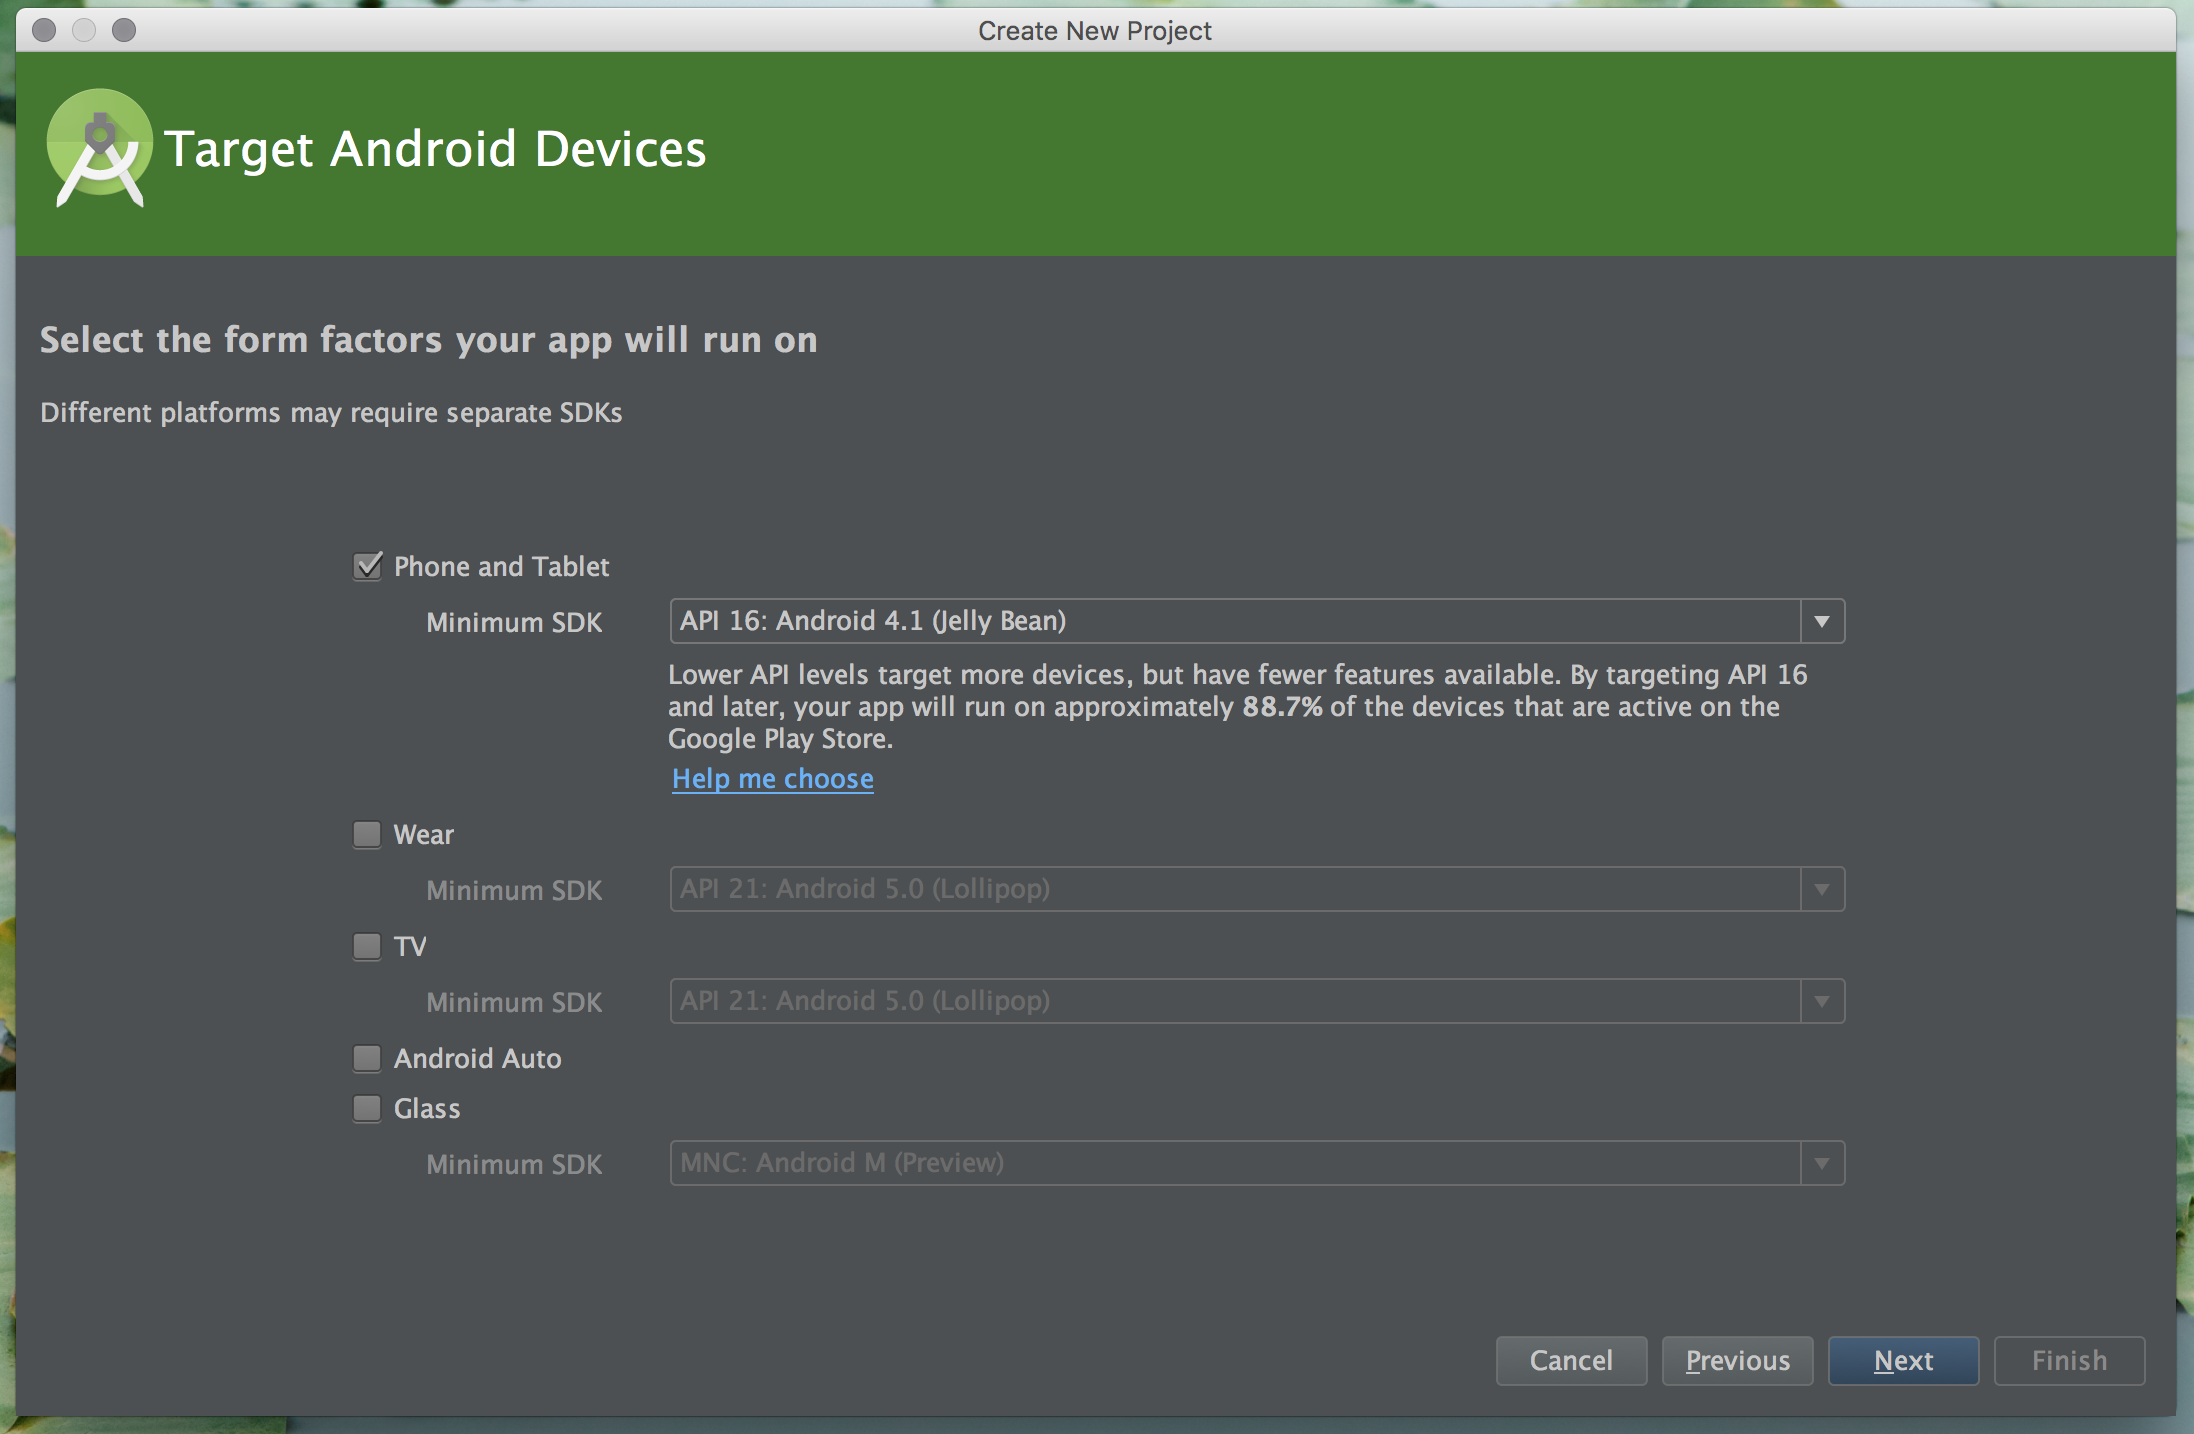 Create New Project
Target Android Devices
Select the form factors your app will run on
Different platforms may require separate SDKs
Phone and Tablet
Minimum SDK
API 16: Android 4.1 (Jelly Bean)
Lower API levels target more devices, but have fewer features available. By targeting API 16
and later, your app will run on approximately 88.7% of the devices that are active on the
Google Play Store.
Help me choose
Wear
Minimum SDK
API 21: Android 5.0 (Lollipop)
TV
Minimum SDK
API 21: Android 5.0 (Lollipop)
Android Auto
Glass
Minimum SDK
MNC: Android M (Preview)
Cancel
Previous
Next
Finish